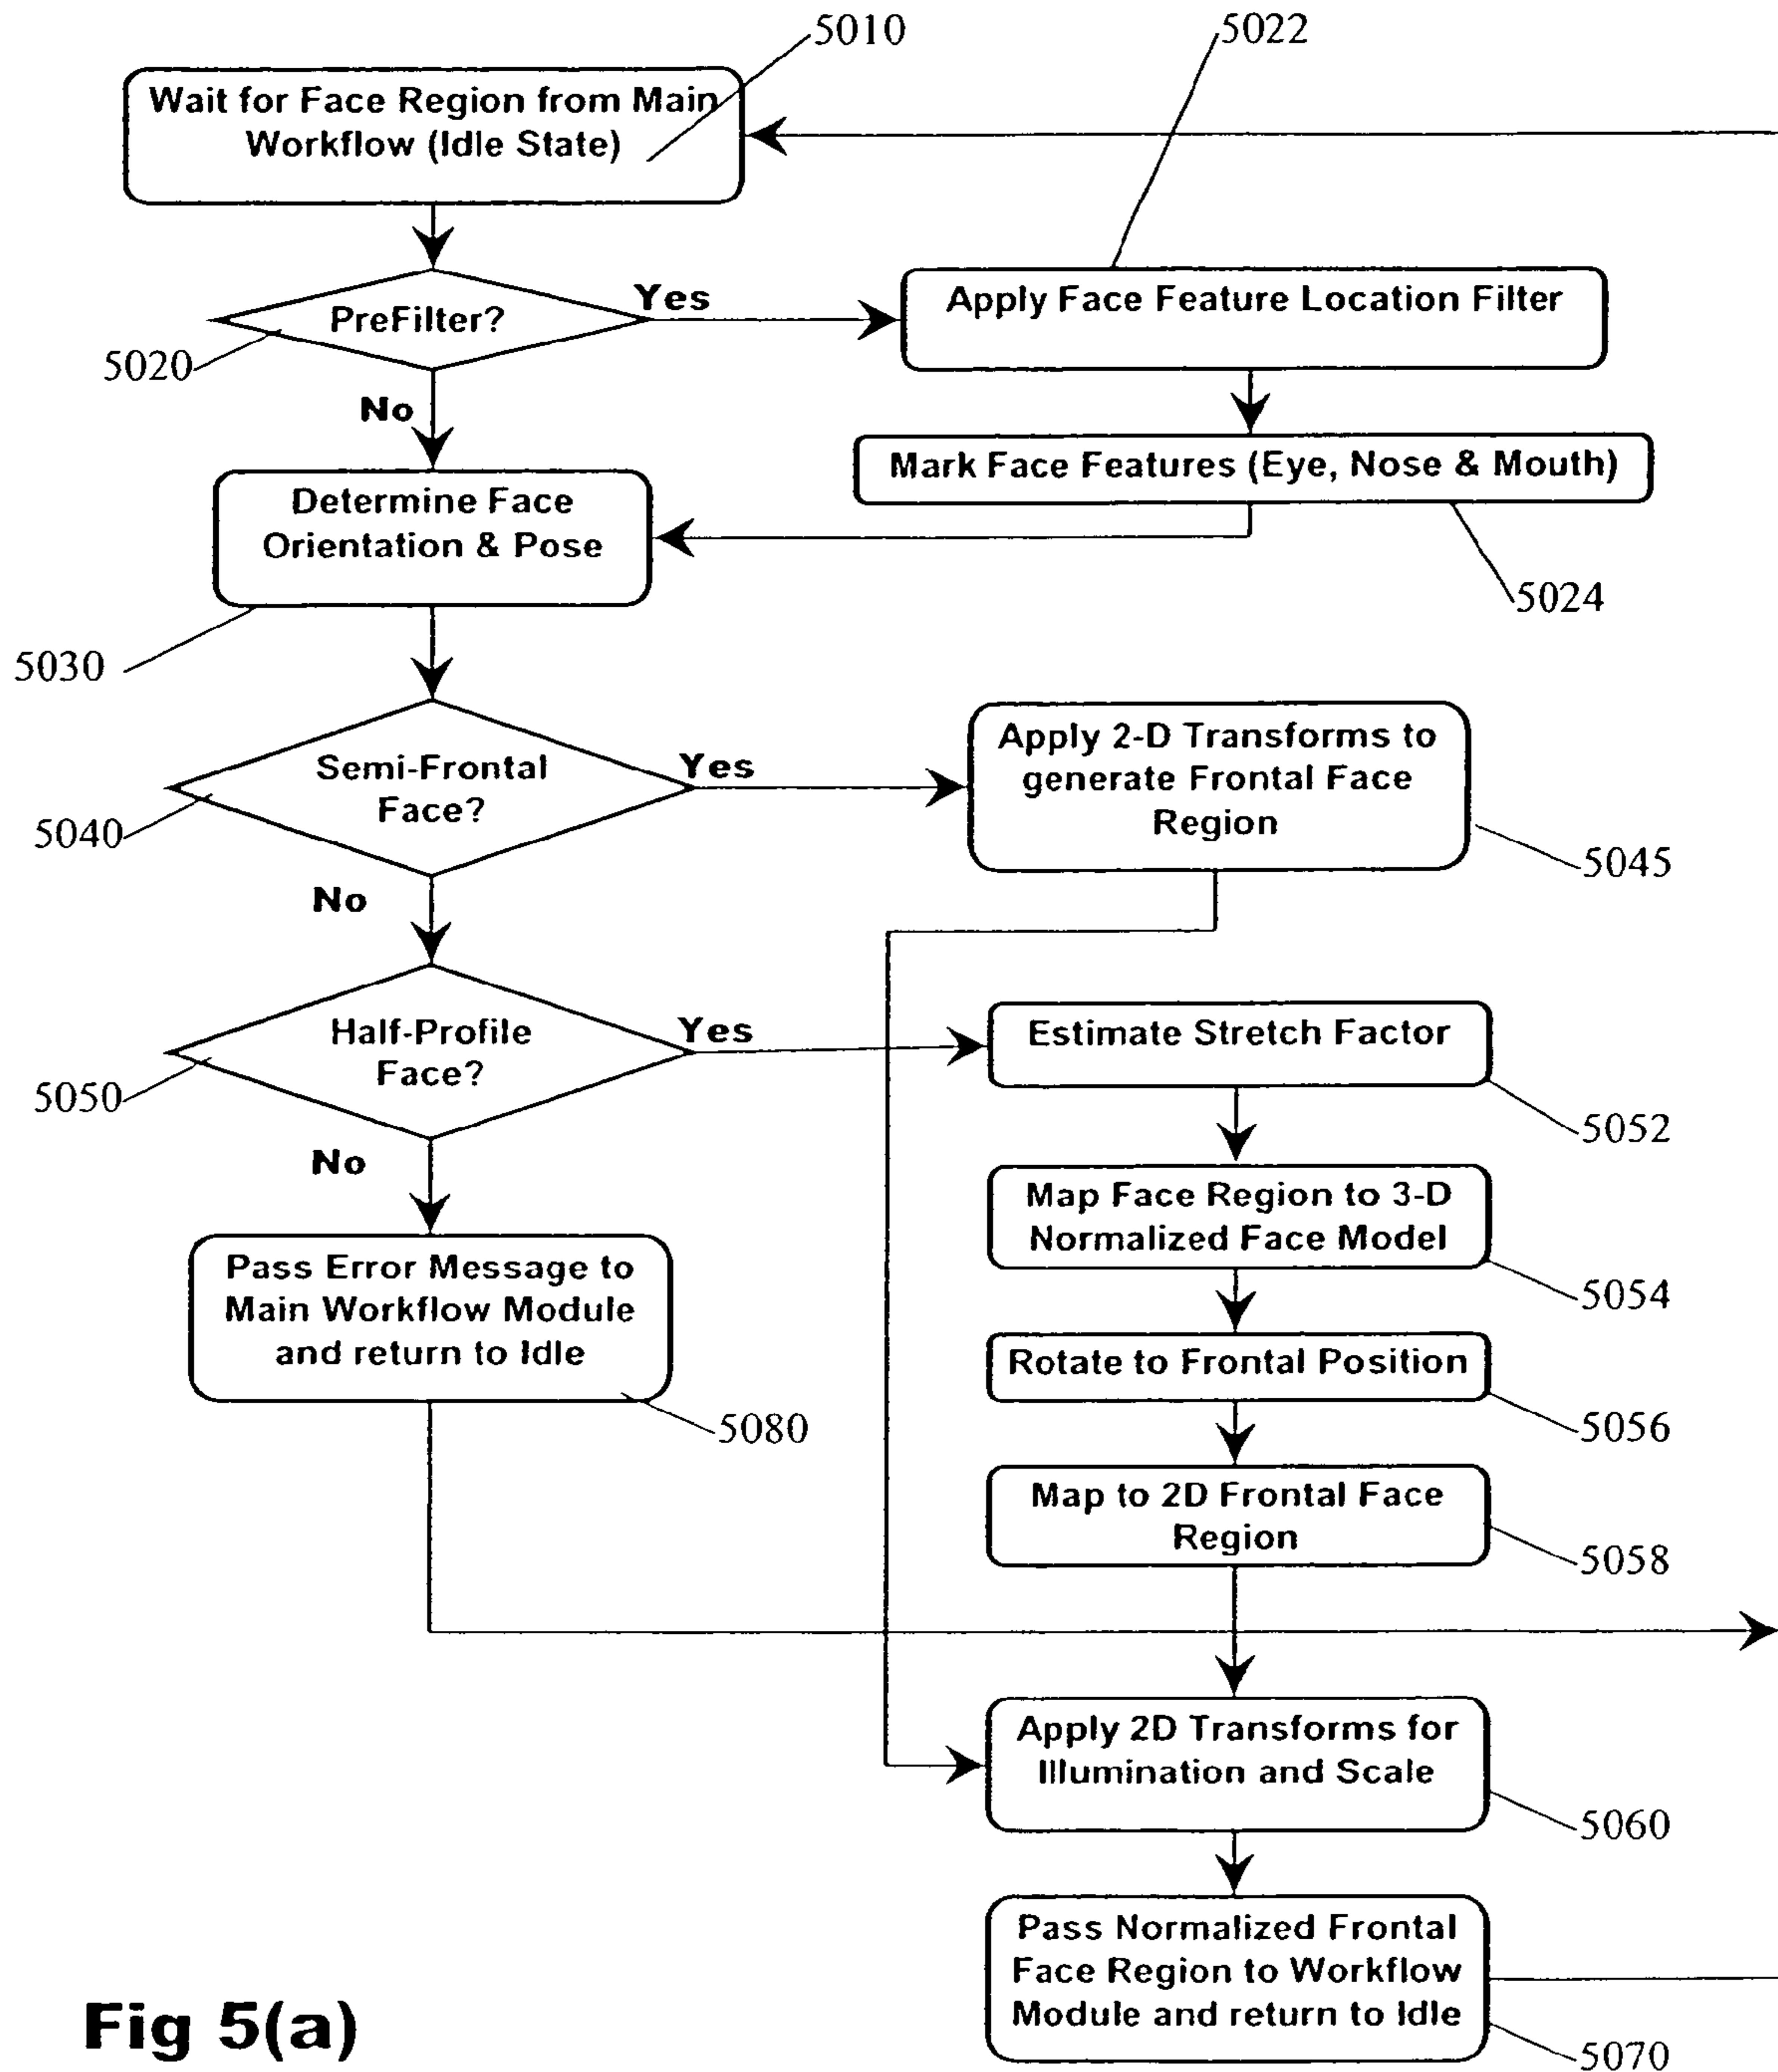 5010
5022
Wait for Face Region from Main
Workflow (Idle State)
PreFilter?
Yes
Apply Face Feature Location Filter
5020
No
Mark Face Features (Eye, Nose & Mouth)
Determine Face
Orientation & Pose
5024
5030
Semi-Frontal
Face?
Yes
Apply 2-D Transforms to
generate Frontal Face
Region
5040
5045
No
Half-Profile
Face?
Yes
Estimate Stretch Factor
5050
5052
No
Map Face Region to 3-D
Normalized Face Model
5054
Pass Error Message to
Main Workflow Module
and return to Idle
5080
Rotate to Frontal Position
5056
Map to 2D Frontal Face
Region
5058
Apply 2D Transforms for
Illumination and Scale
5060
Pass Normalized Frontal
Face Region to Workflow
Module and return to Idle
5070
Fig 5(a)